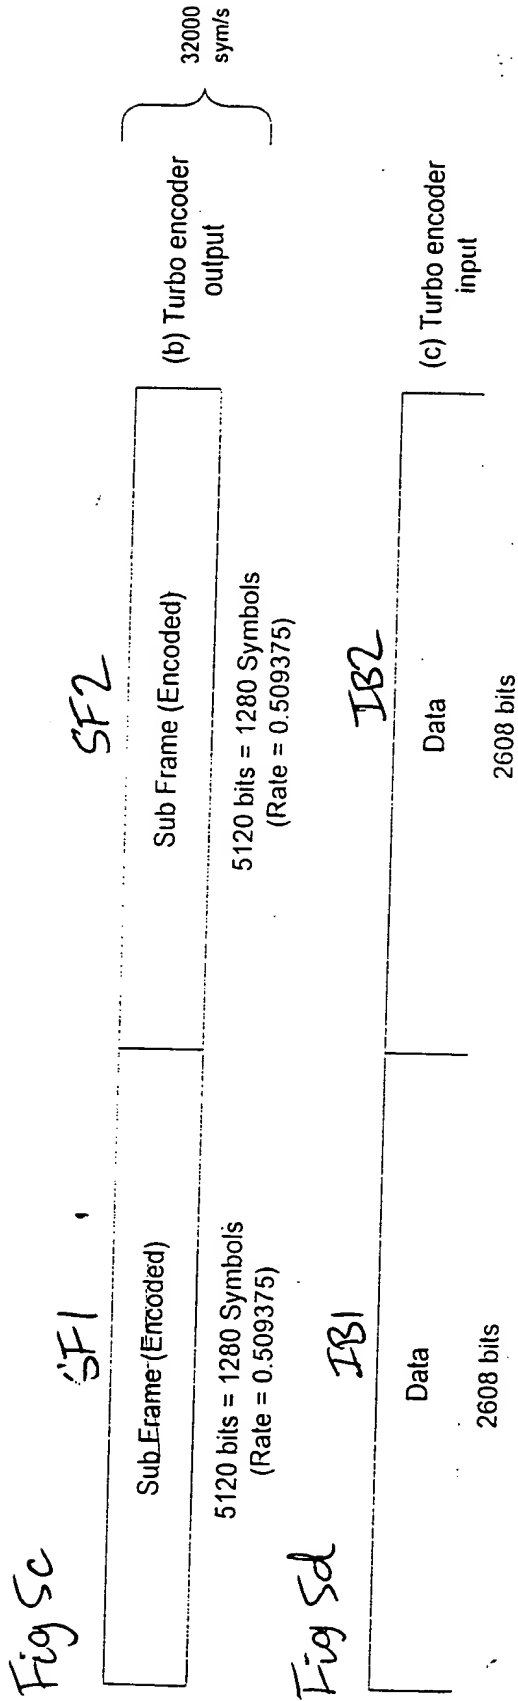 Fig 5c
SF1
SF2
Sub Frame (Encoded)
Sub Frame (Encoded)
(b) Turbo encoder
output
32000
sym/s
5120 bits = 1280 Symbols
(Rate = 0.509375)
5120 bits = 1280 Symbols
(Rate = 0.509375)
Fig 5d
IB1
IB2
Data
Data
(c) Turbo encoder
input
2608 bits
2608 bits